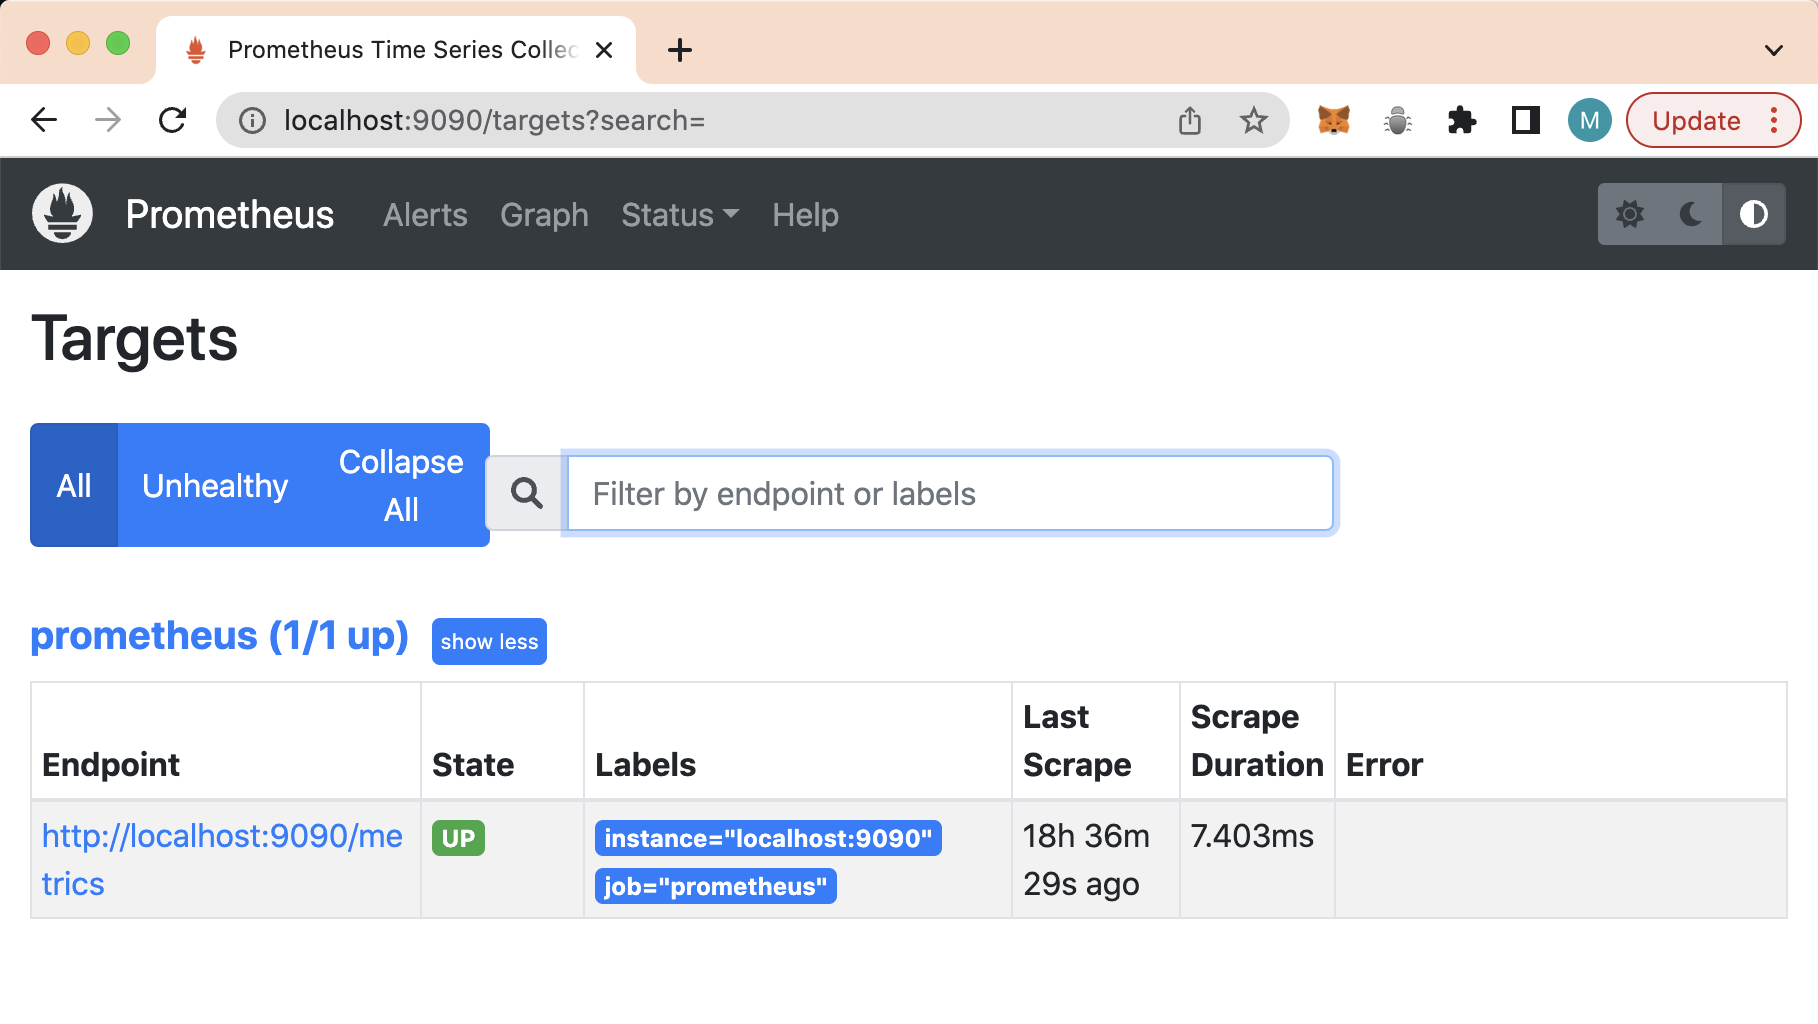 Prometheus Time Series Collec
localhost:9090/targets?search=
M
Update
Prometheus Alerts Graph Status Help
Targets
All
Unhealthy
Collapse
All
Filter by endpoint or labels
prometheus (1/1 up)
show less
Endpoint
State
Labels
Last
Scrape
Scrape
Duration
Error
http://localhost:9090/me
trics
UP
instance="localhost:9090"
job="prometheus"
18h 36m
29s ago
7.403ms